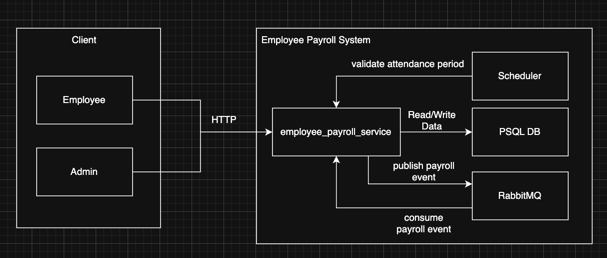 Client
Employee Payroll System
validate attendance period
Scheduler
Employee
HTTP
employee_payroll_service
Read/Write
Data
PSQL DB
Admin
publish payroll
event
RabbitMQ
consume
payroll event